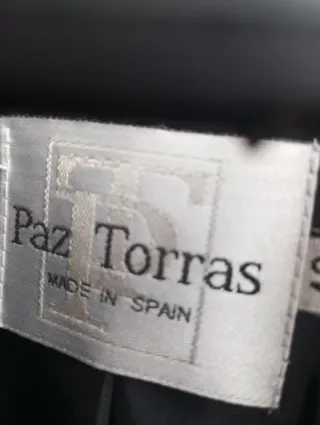 Paz Torras
MADE IN SPAIN
S